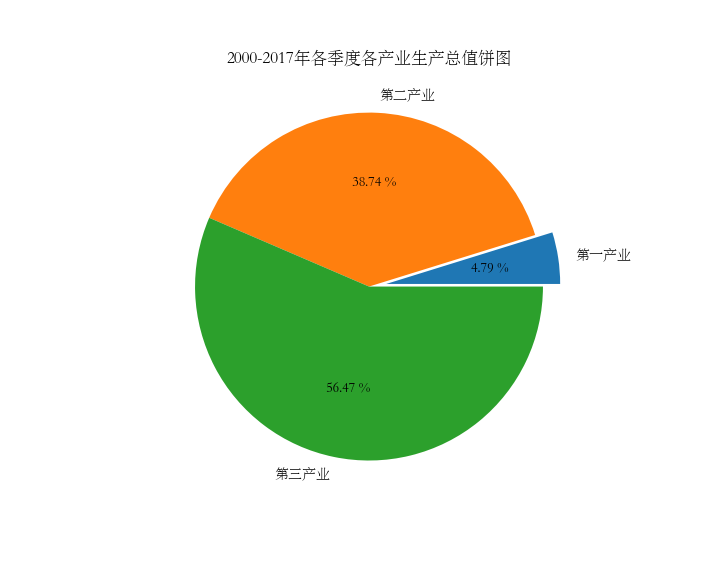 2000-2017年各季度各产业生产总值饼图
第二产业
38.74 %
第一产业
4.79 %
56.47 %
第三产业